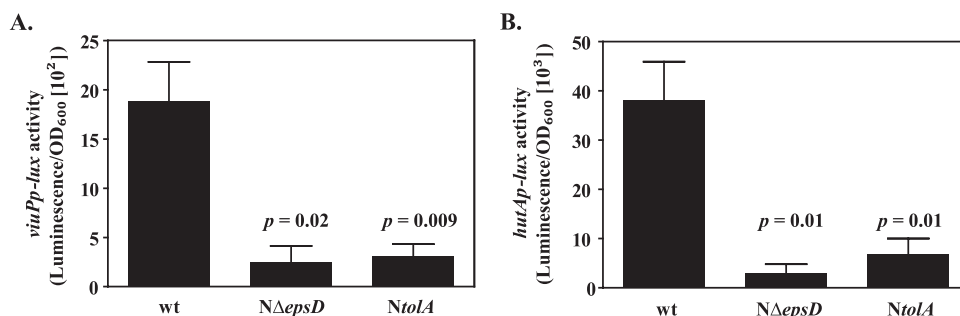 A.
viuPp-lux activity
(Luminescence/OD₆₀₀ [10²])
25
20
15
10
5
0
p = 0.02
p = 0.009
wt
NΔepsD
NtolA
B.
hutAp-lux activity
(Luminescence/OD₆₀₀ [10³])
50
40
30
20
10
0
p = 0.01
p = 0.01
wt
NΔepsD
NtolA